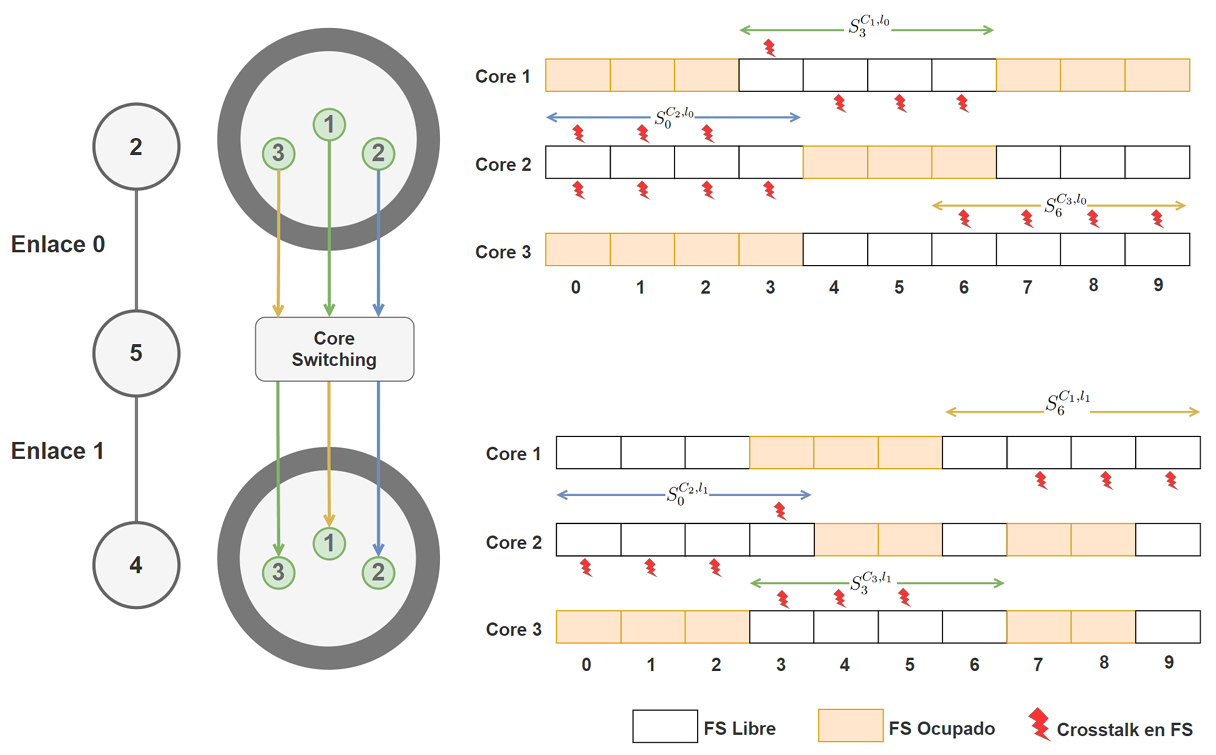 2
Enlace 0
5
Enlace 1
4
1
3
2
Core
Switching
1
3
2
S_3^{C_1,l_0}
Core 1
S_0^{C_2,l_0}
Core 2
S_6^{C_3,l_0}
Core 3
0 1 2 3 4 5 6 7 8 9
S_6^{C_1,l_1}
Core 1
S_0^{C_2,l_1}
Core 2
S_3^{C_3,l_1}
Core 3
0 1 2 3 4 5 6 7 8 9
FS Libre FS Ocupado Crosstalk en FS